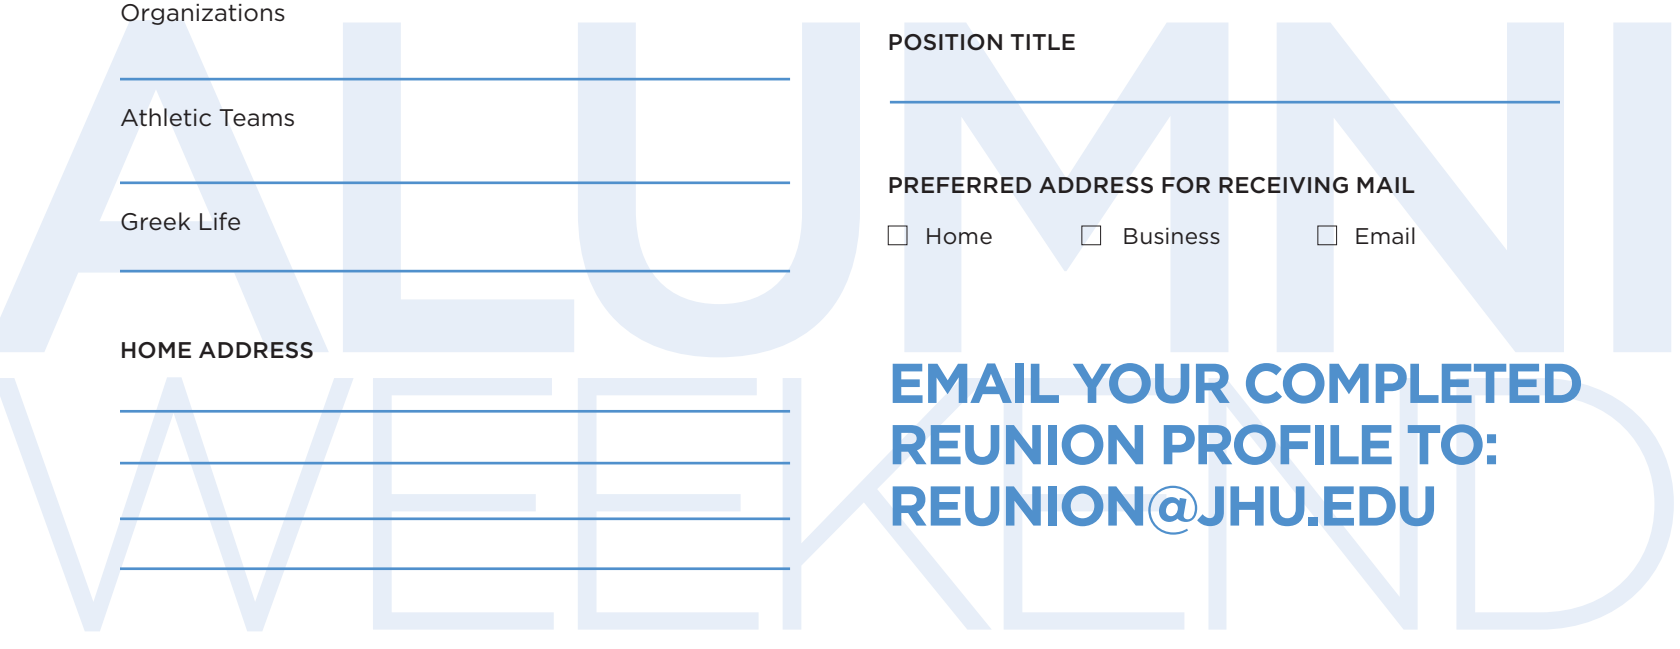 Organizations
Athletic Teams
Greek Life
HOME ADDRESS
POSITION TITLE
PREFERRED ADDRESS FOR RECEIVING MAIL
☐ Home ☐ Business ☐ Email
EMAIL YOUR COMPLETED
REUNION PROFILE TO:
REUNION@JHU.EDU
ALUMNI
WEEKEND